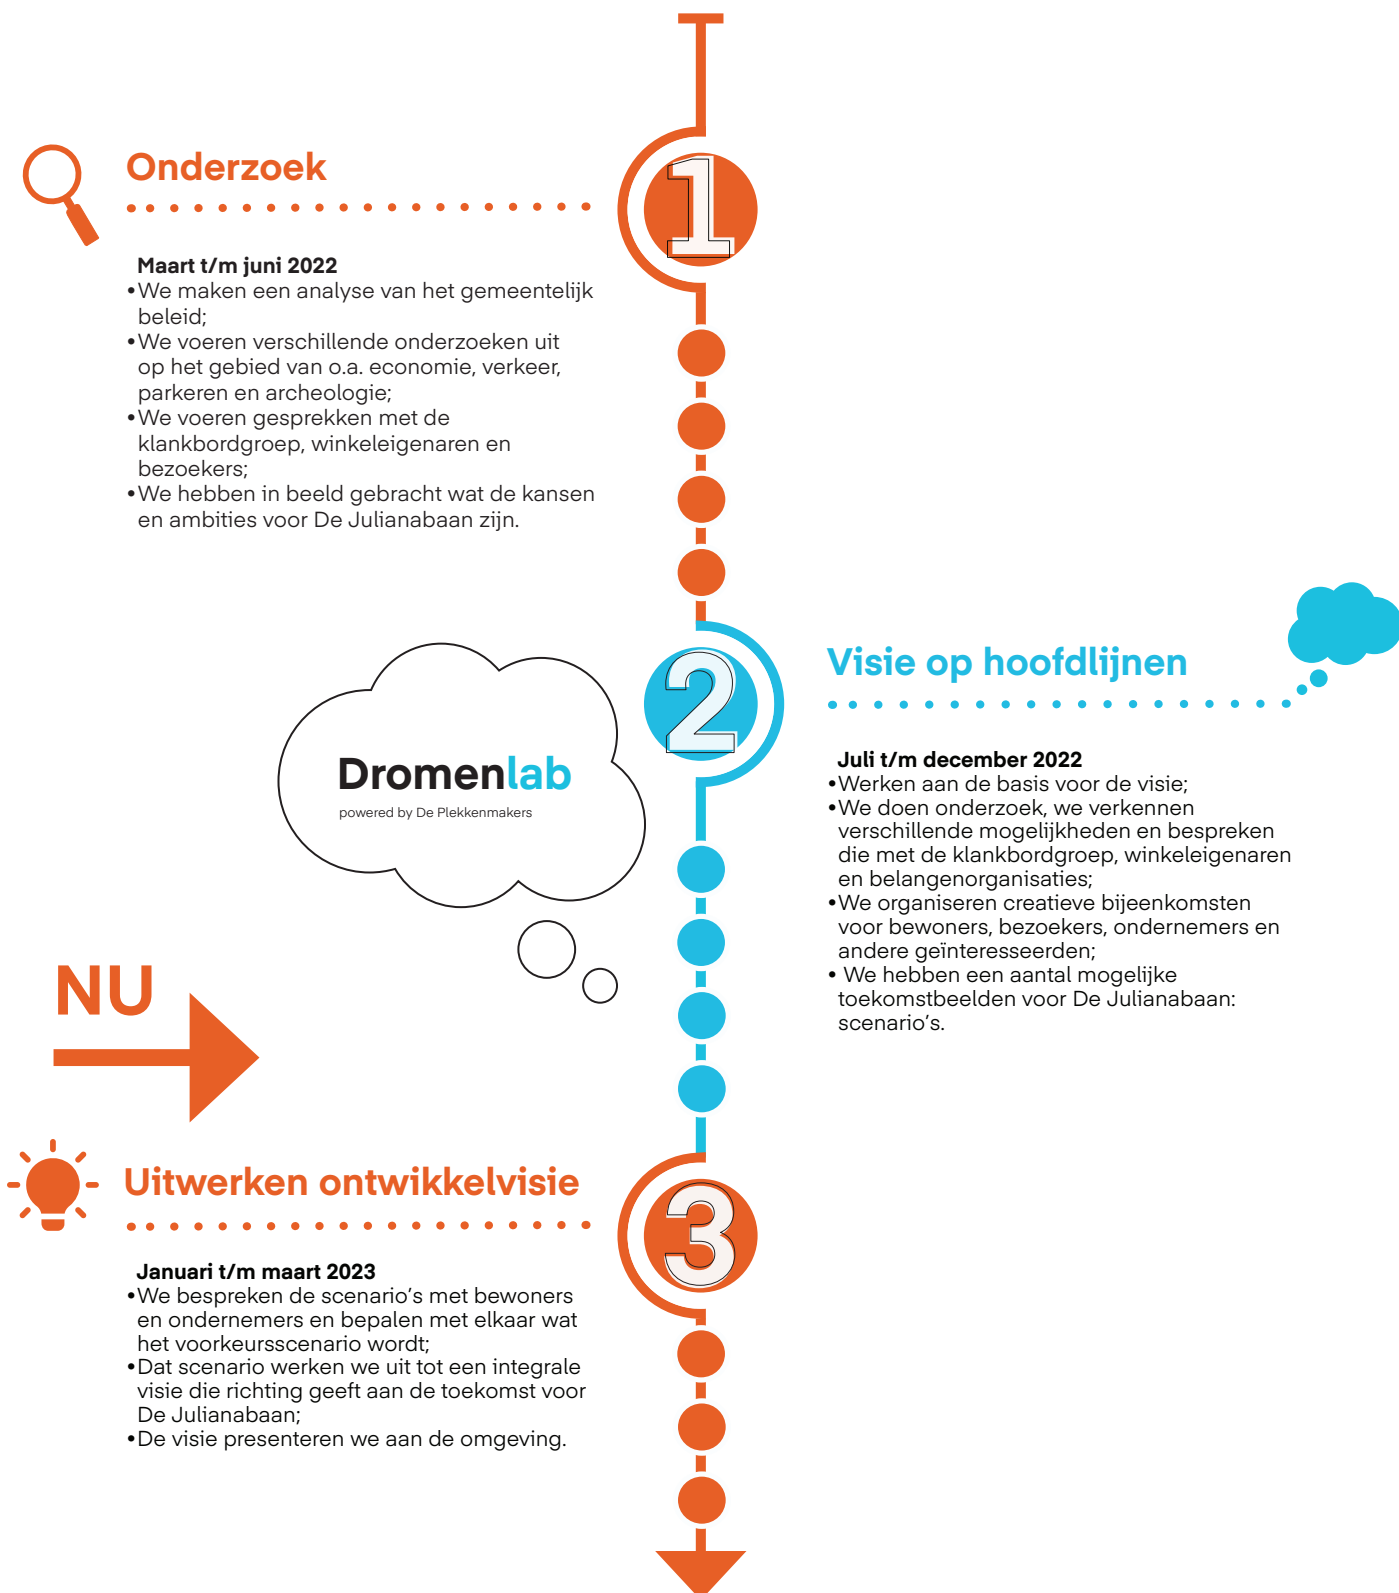 1
Onderzoek
Maart t/m juni 2022
•We maken een analyse van het gemeentelijk
beleid;
•We voeren verschillende onderzoeken uit
op het gebied van o.a. economie, verkeer,
parkeren en archeologie;
•We voeren gesprekken met de
klankbordgroep, winkeleigenaren en
bezoekers;
•We hebben in beeld gebracht wat de kansen
en ambities voor De Julianabaan zijn.
2
Visie op hoofdlijnen
Juli t/m december 2022
•Werken aan de basis voor de visie;
•We doen onderzoek, we verkennen
verschillende mogelijkheden en bespreken
die met de klankbordgroep, winkeleigenaren
en belangenorganisaties;
•We organiseren creatieve bijeenkomsten
voor bewoners, bezoekers, ondernemers en
andere geïnteresseerden;
• We hebben een aantal mogelijke
toekomstbeelden voor De Julianabaan:
scenario's.
Dromenlab
powered by De Plekkenmakers
NU
3
Uitwerken ontwikkelvisie
Januari t/m maart 2023
•We bespreken de scenario's met bewoners
en ondernemers en bepalen met elkaar wat
het voorkeursscenario wordt;
•Dat scenario werken we uit tot een integrale
visie die richting geeft aan de toekomst voor
De Julianabaan;
•De visie presenteren we aan de omgeving.